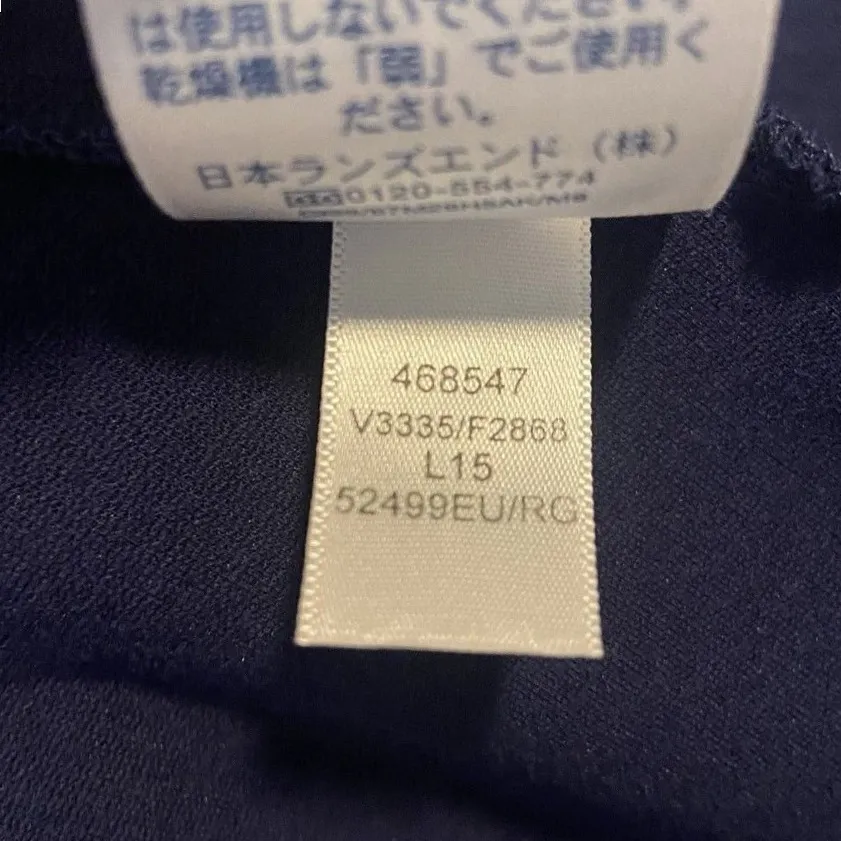 は使用しないでください。
乾燥機は「弱」でご使用く
ださい。
日本ランズエンド（株）
0120-554-774
468547
V3335/F2868
L15
52499EU/RG